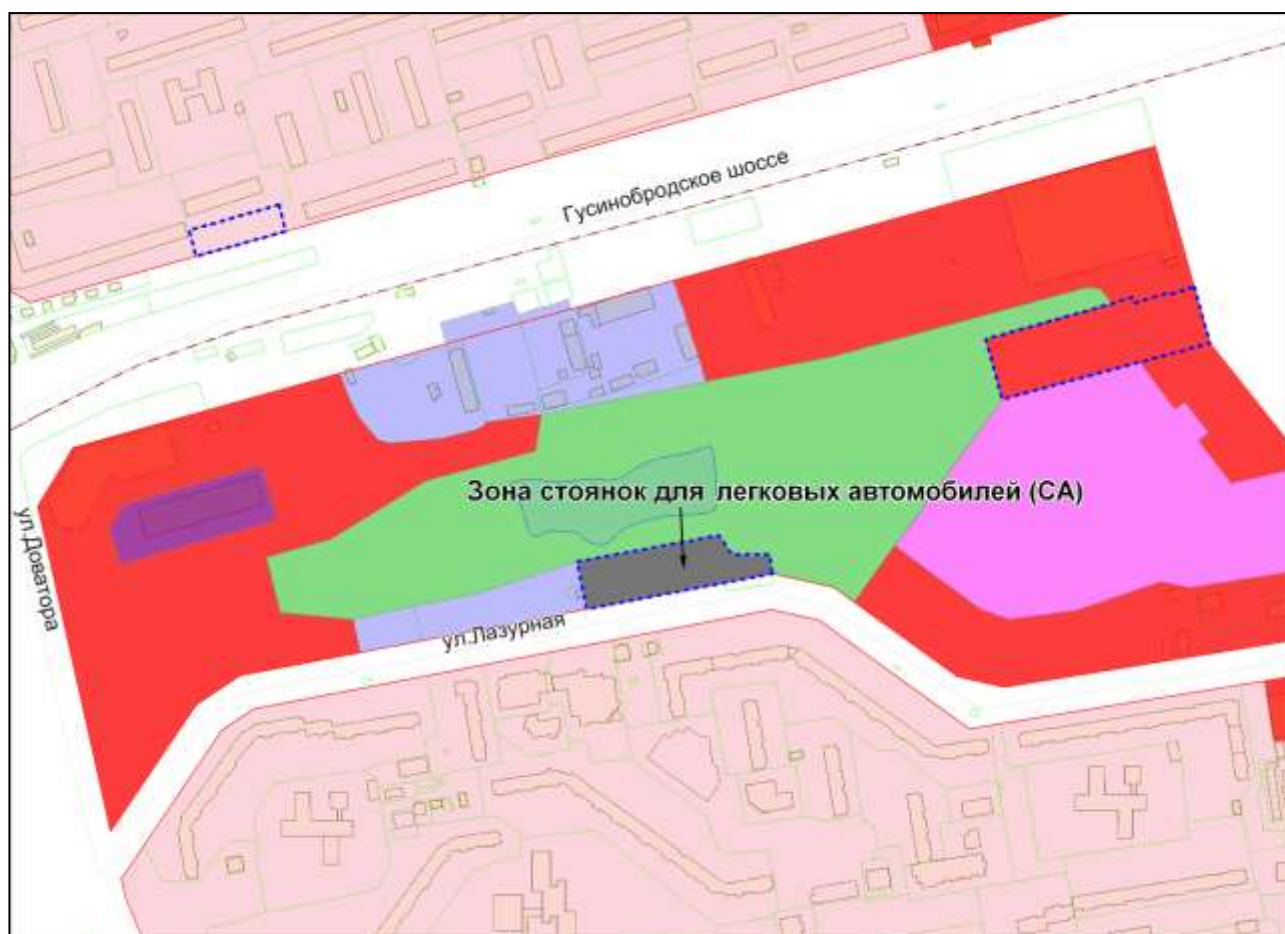 Гусинобродское шоссе
Зона стоянок для легковых автомобилей (СА)
ул.Доватора
ул.Лазурная